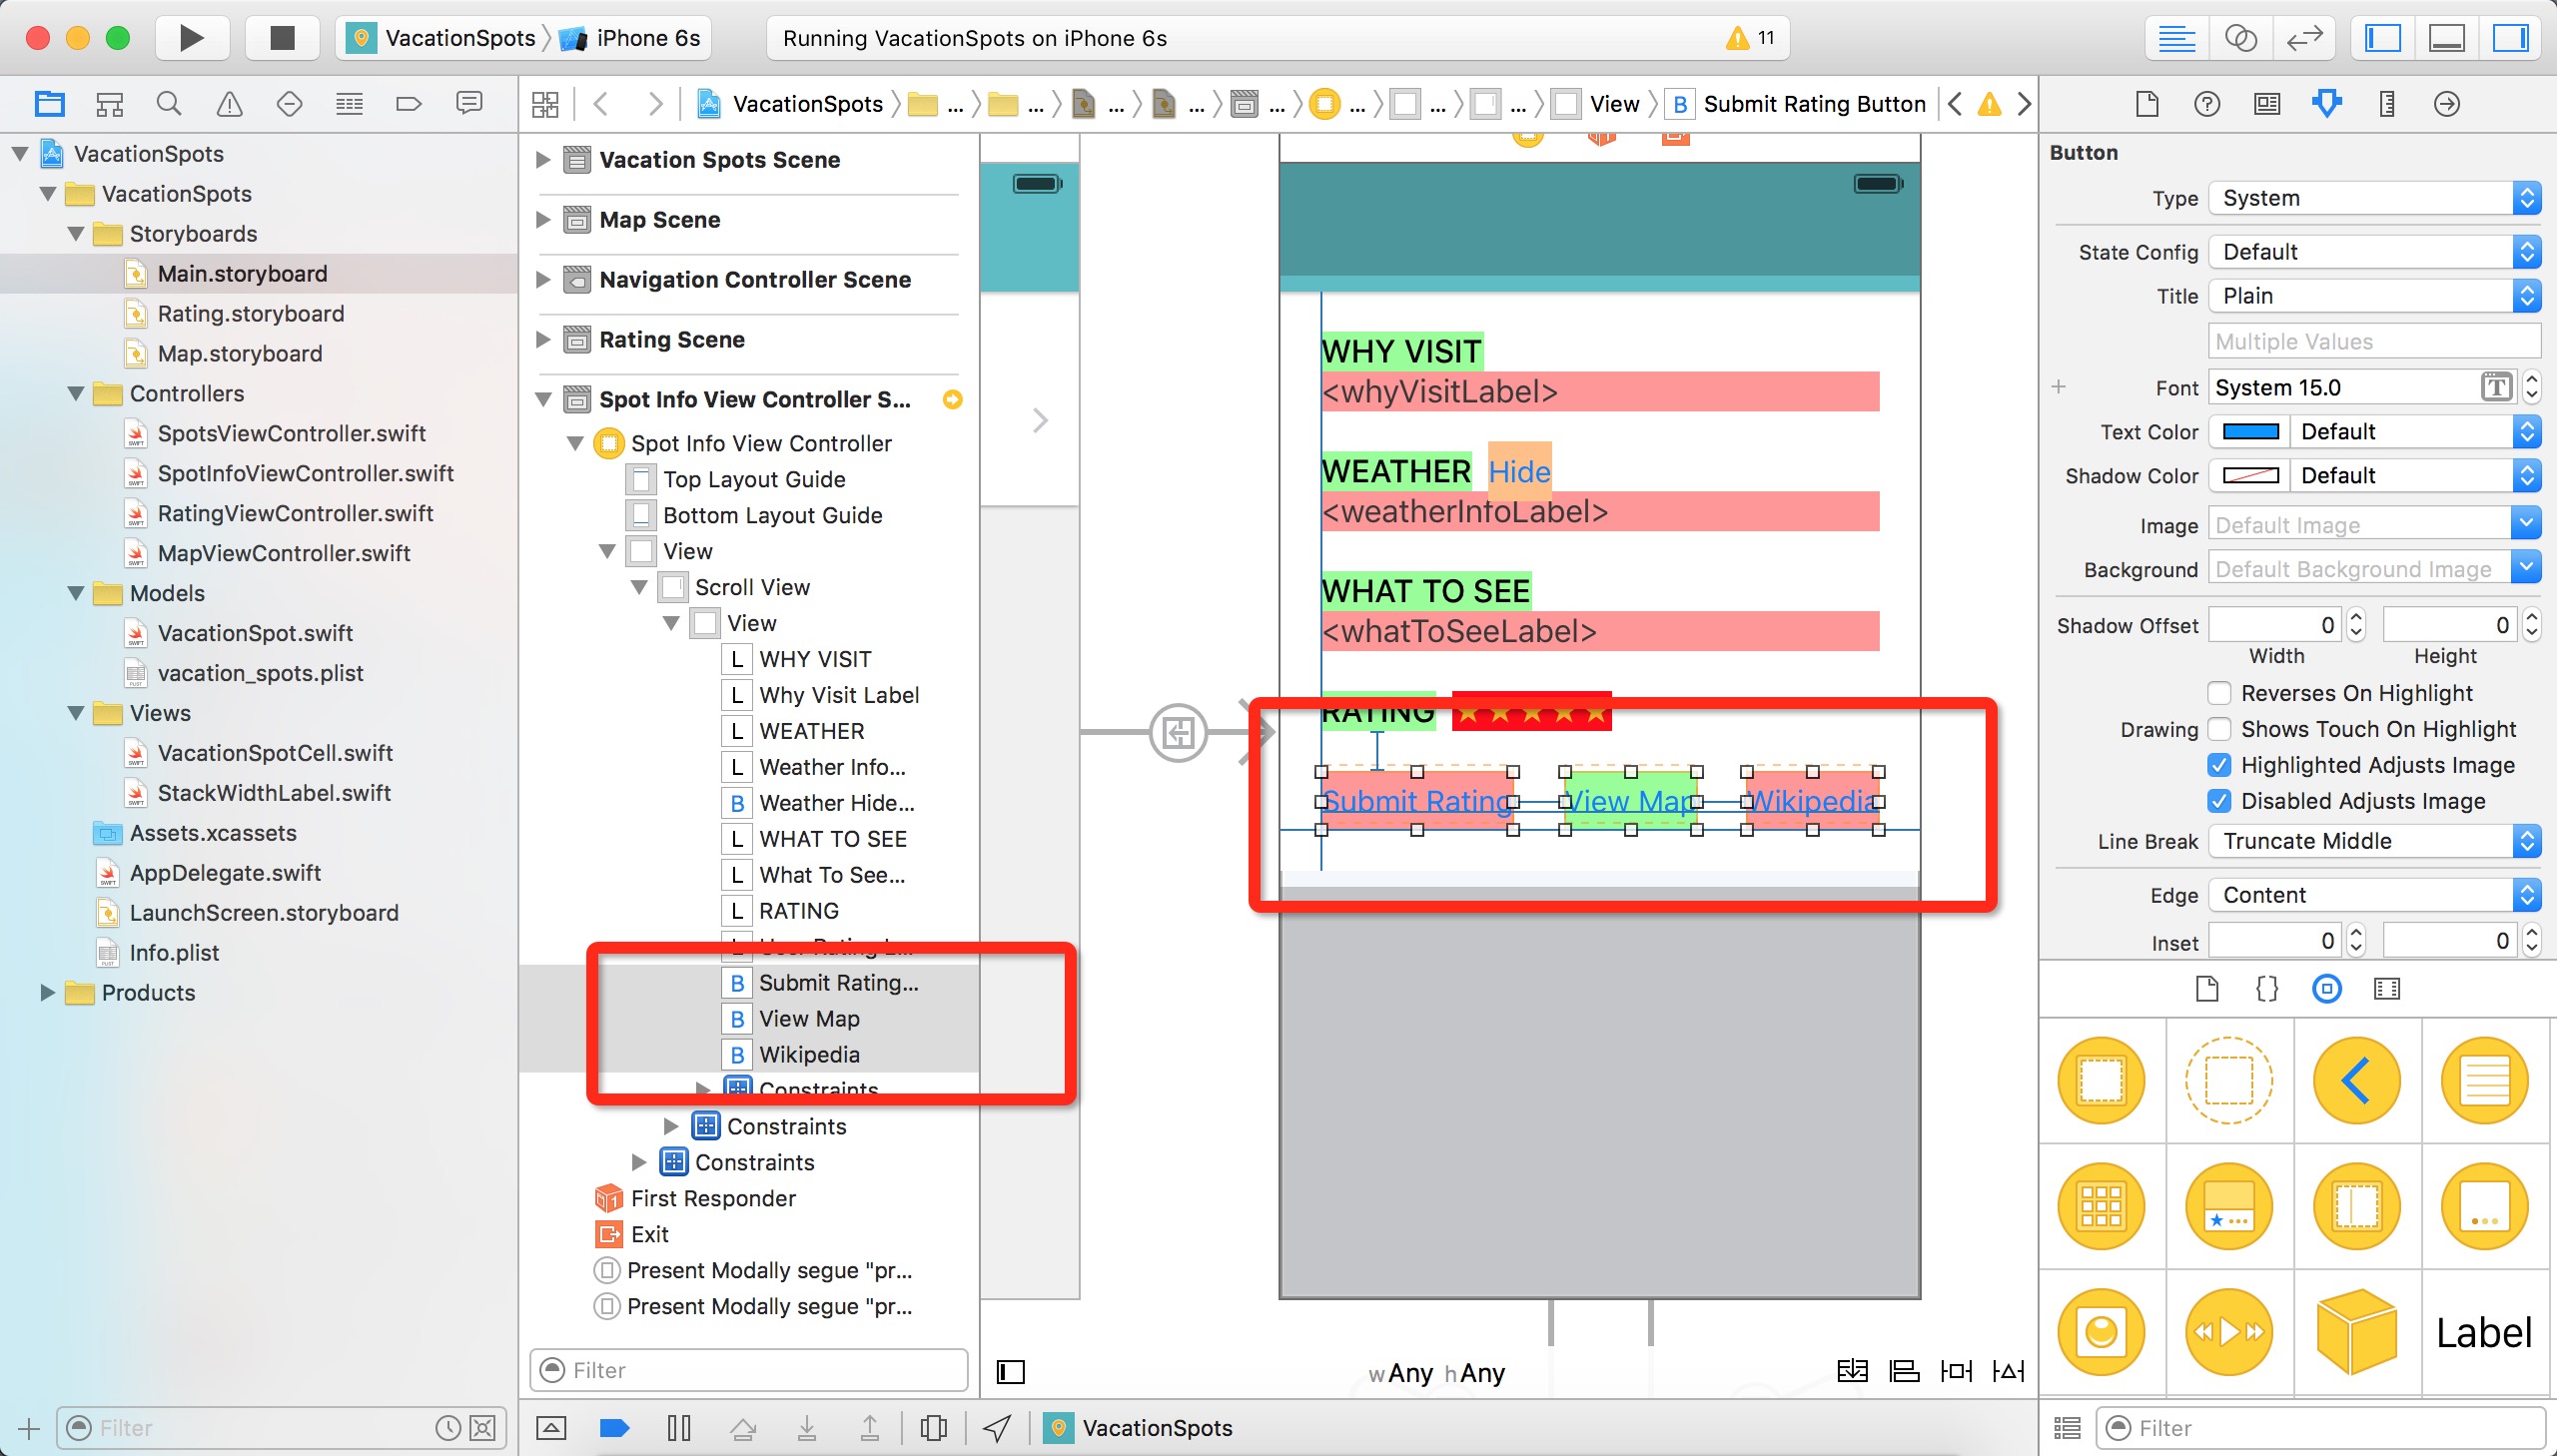 VacationSpots
iPhone 6s
Running VacationSpots on iPhone 6s
11
VacationSpots
...
...
...
...
...
...
...
...
View
B
Submit Rating Button
VacationSpots
VacationSpots
Storyboards
Main.storyboard
Rating.storyboard
Map.storyboard
Controllers
SpotsViewController.swift
SpotInfoViewController.swift
RatingViewController.swift
MapViewController.swift
Models
VacationSpot.swift
vacation_spots.plist
Views
VacationSpotCell.swift
StackWidthLabel.swift
Assets.xcassets
AppDelegate.swift
LaunchScreen.storyboard
Info.plist
Products
Filter
Vacation Spots Scene
Map Scene
Navigation Controller Scene
Rating Scene
Spot Info View Controller S...
Spot Info View Controller
Top Layout Guide
Bottom Layout Guide
View
Scroll View
View
L WHY VISIT
L Why Visit Label
L WEATHER
L Weather Info...
B Weather Hide...
L WHAT TO SEE
L What To See...
L RATING
B Submit Rating...
B View Map
B Wikipedia
Constraints
Constraints
Constraints
First Responder
Exit
Present Modally segue "pr...
Present Modally segue "pr...
Filter
WHY VISIT
<whyVisitLabel>
WEATHER Hide
<weatherInfoLabel>
WHAT TO SEE
<whatToSeeLabel>
RATING
Submit Rating View Map Wikipedia
wAny hAny
VacationSpots
Button
Type System
State Config Default
Title Plain
Multiple Values
Font System 15.0
Text Color Default
Shadow Color Default
Image Default Image
Background Default Background Image
Shadow Offset 0 0
Width Height
Reverses On Highlight
Drawing Shows Touch On Highlight
Highlighted Adjusts Image
Disabled Adjusts Image
Line Break Truncate Middle
Edge Content
Inset 0 0
Label
Filter